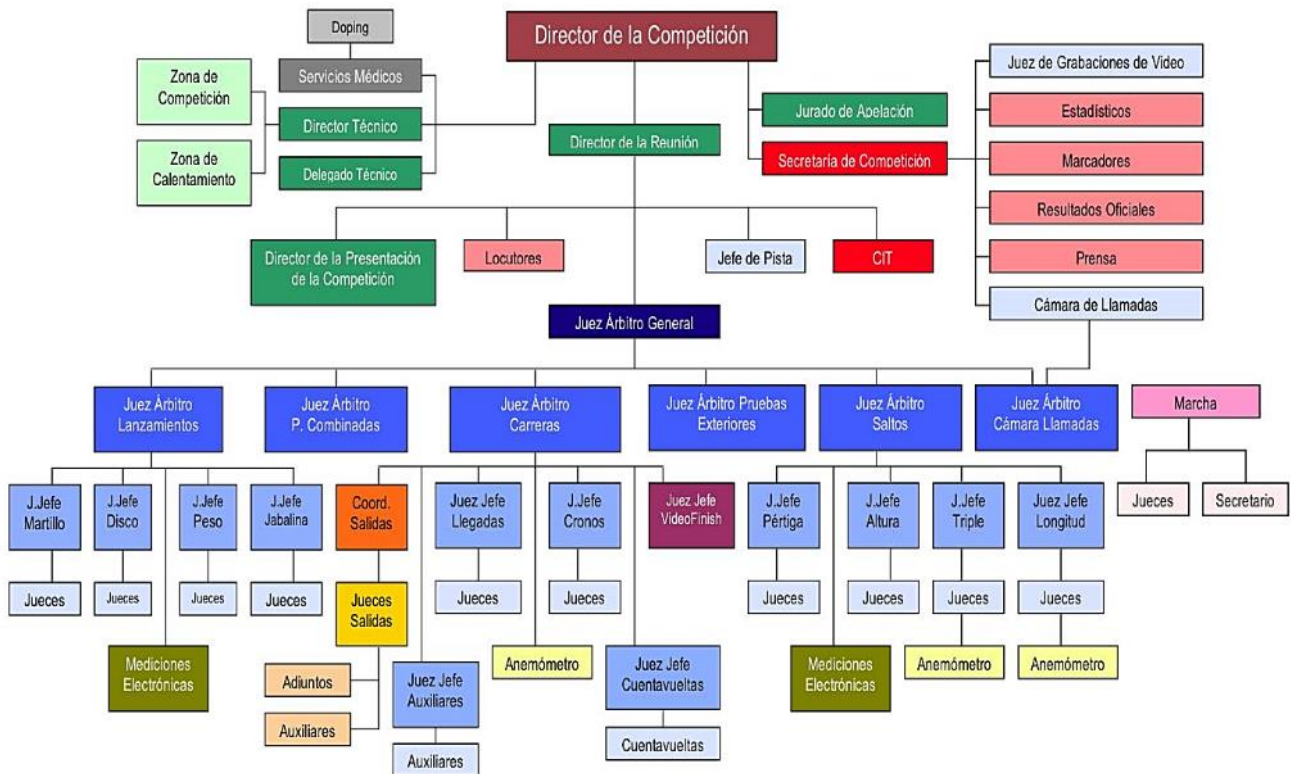 Doping
Director de la Competición
Zona de
Competición
Servicios Médicos
Juez de Grabaciones de Video
Director Técnico
Jurado de Apelación
Estadísticos
Director de la Reunión
Zona de
Calentamiento
Delegado Técnico
Secretaría de Competición
Marcadores
Resultados Oficiales
Director de la Presentación
de la Competición
Locutores
Jefe de Pista
CIT
Prensa
Cámara de Llamadas
Juez Árbitro General
Juez Árbitro
Lanzamientos
Juez Árbitro
P. Combinadas
Juez Árbitro
Carreras
Juez Árbitro Pruebas
Exteriores
Juez Árbitro
Saltos
Juez Árbitro
Cámara Llamadas
Marcha
J.Jefe
Martillo
J.Jefe
Disco
J.Jefe
Peso
J.Jefe
Jabalina
Coord.
Salidas
Juez Jefe
Llegadas
J.Jefe
Cronos
Juez Jefe
VideoFinish
J.Jefe
Pértiga
J.Jefe
Altura
J.Jefe
Triple
Juez Jefe
Longitud
Jueces
Secretario
Jueces
Jueces
Jueces
Jueces
Jueces
Salidas
Jueces
Jueces
Jueces
Jueces
Jueces
Jueces
Mediciones
Electrónicas
Adiuntos
Auxiliares
Juez Jefe
Auxiliares
Auxiliares
Anemómetro
Juez Jefe
Cuentavueltas
Cuentavueltas
Mediciones
Electrónicas
Anemómetro
Anemómetro